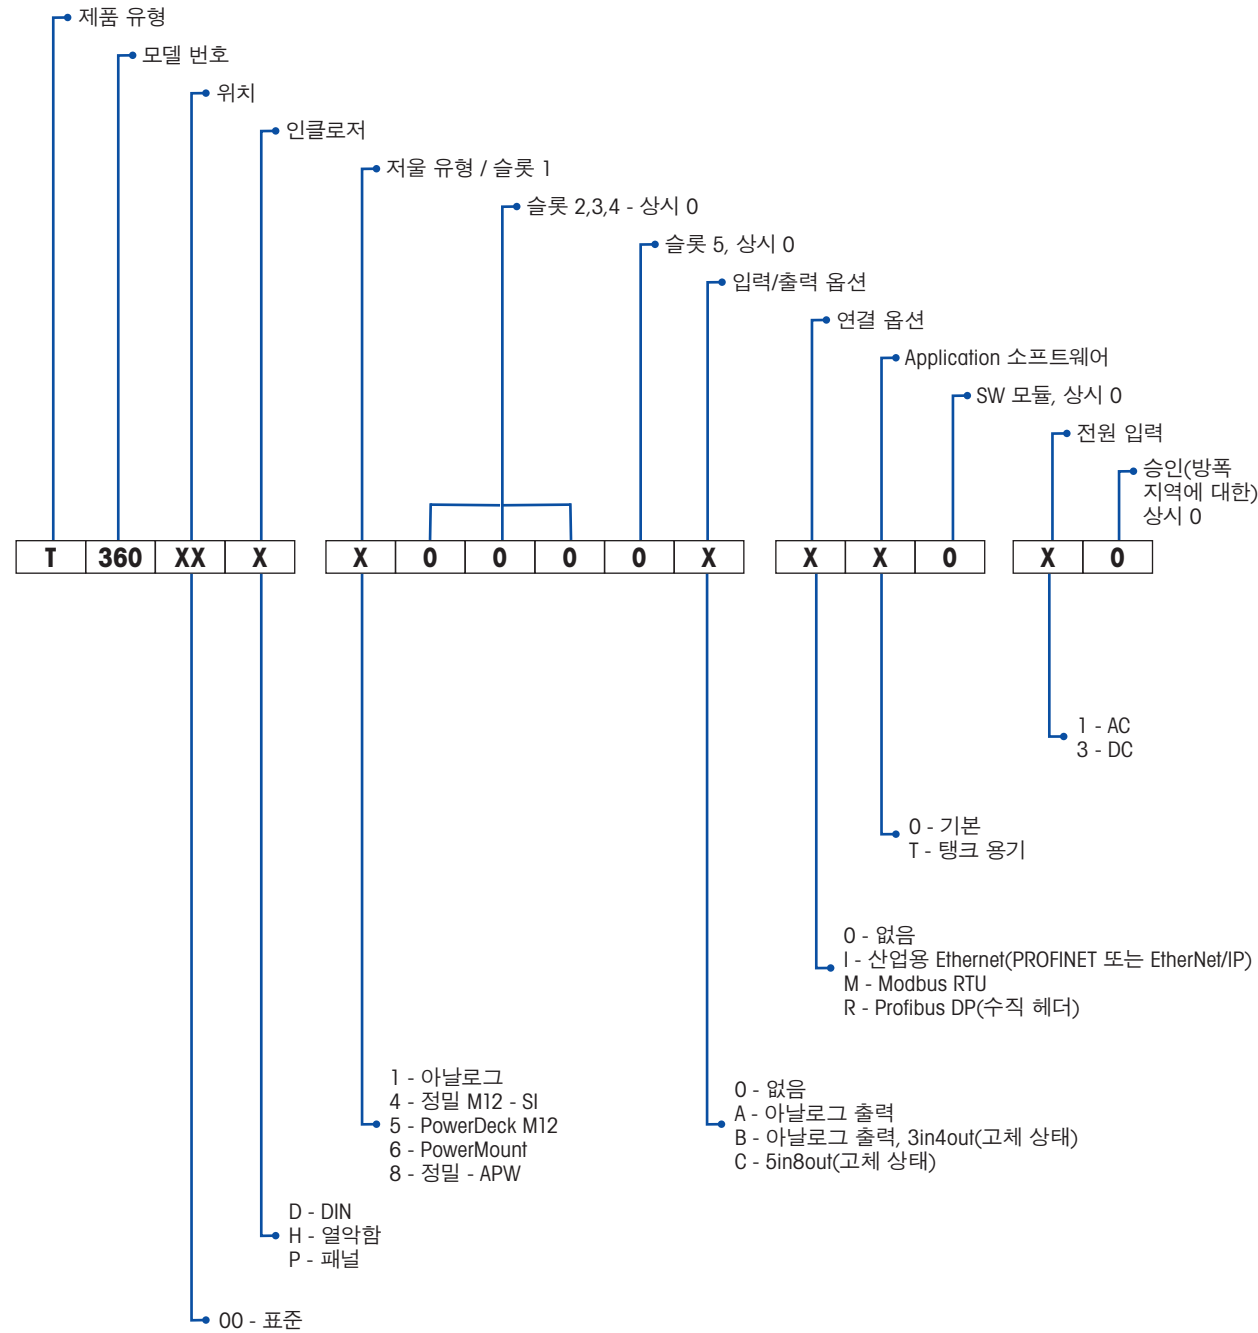 제품 유형
모델 번호
위치
인클로저
저울 유형 / 슬롯 1
슬롯 2,3,4 - 상시 0
슬롯 5, 상시 0
입력/출력 옵션
연결 옵션
Application 소프트웨어
SW 모듈, 상시 0
전원 입력
승인(방폭
지역에 대한)
상시 0
T 360 XX X X 0 0 0 0 X X X 0 X 0
1 - AC
3 - DC
0 - 기본
T - 탱크 용기
0 - 없음
I - 산업용 Ethernet(PROFINET 또는 EtherNet/IP)
M - Modbus RTU
R - Profibus DP(수직 헤더)
1 - 아날로그
4 - 정밀 M12 - SI
5 - PowerDeck M12
6 - PowerMount
8 - 정밀 - APW
0 - 없음
A - 아날로그 출력
B - 아날로그 출력, 3in4out(고체 상태)
C - 5in8out(고체 상태)
D - DIN
H - 열악함
P - 패널
00 - 표준